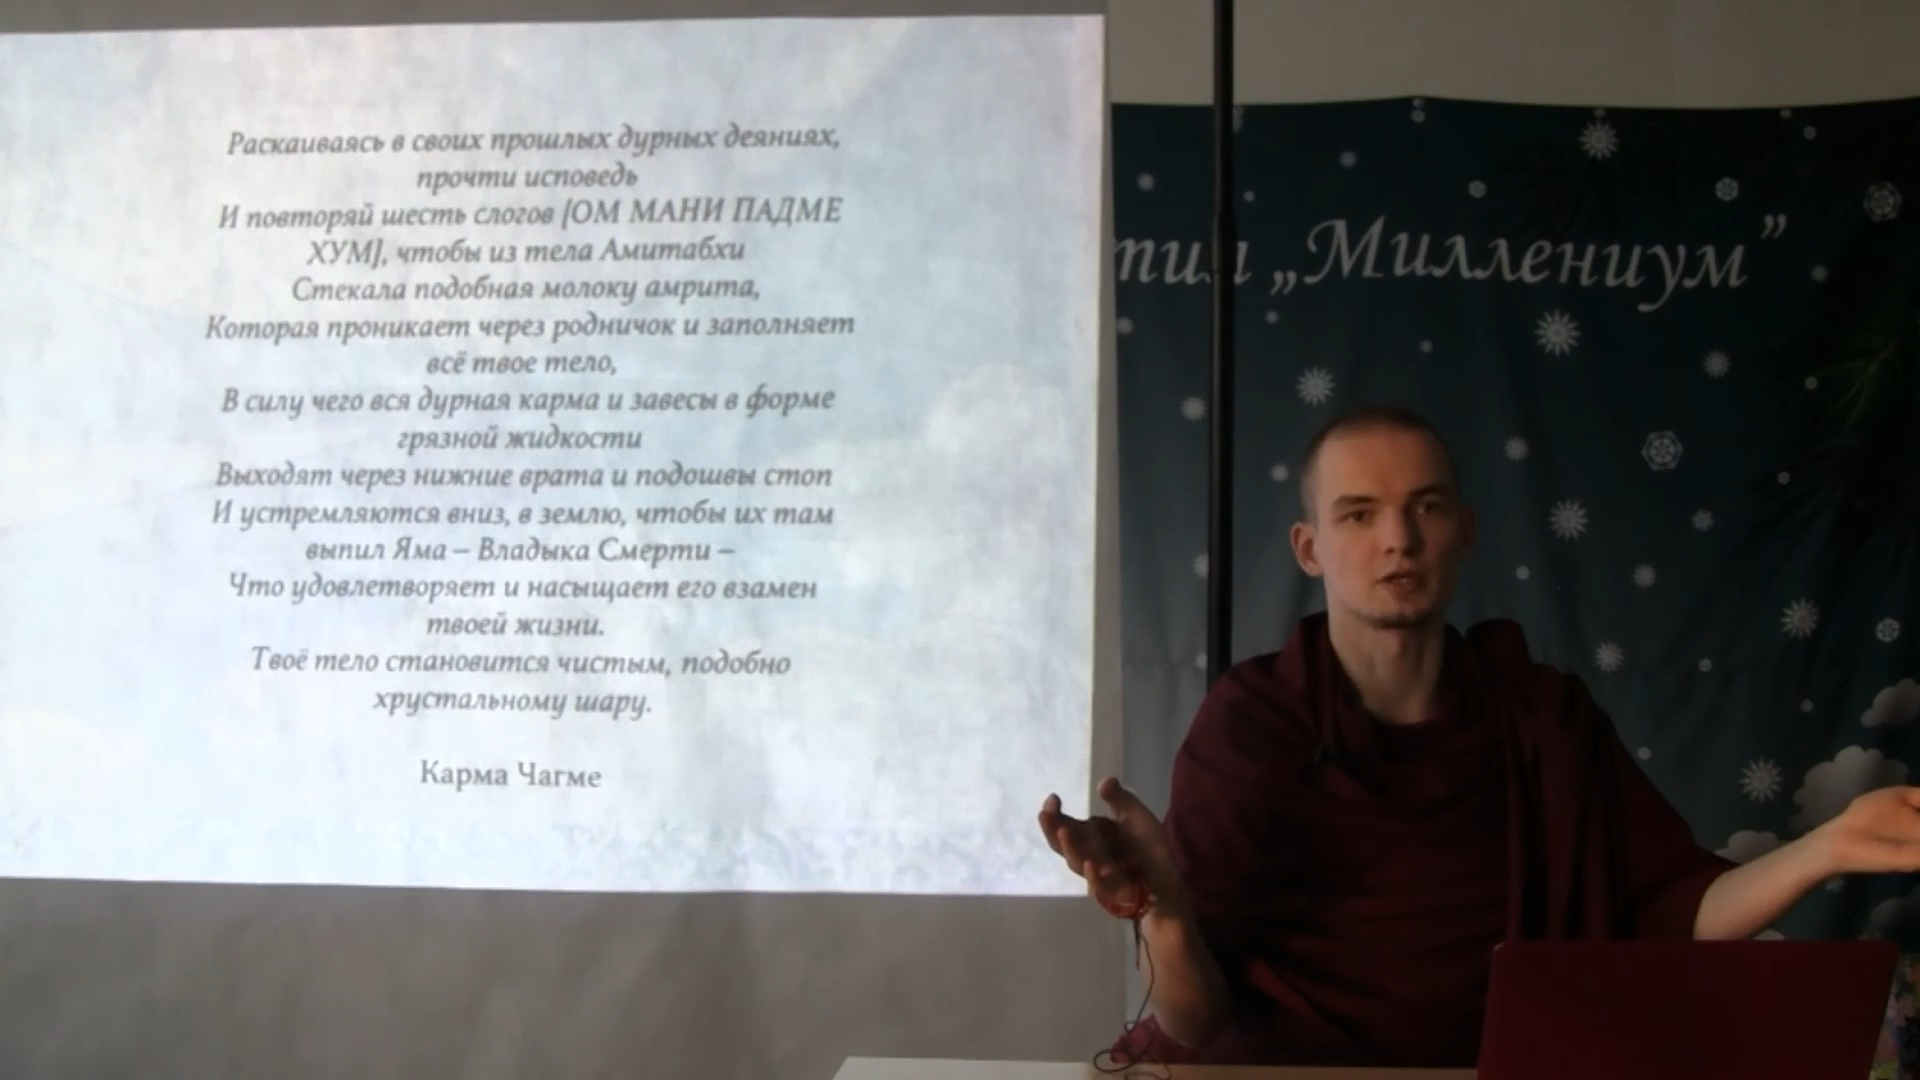 Раскаиваясь в своих прошлых дурных деяниях,
прочти исповедь
И повторяй шесть слогов [ОМ МАНИ ПАДМЕ
ХУМ], чтобы из тела Амитабхи
Стекала подобная молоку амрита,
Которая проникает через родничок и заполняет
всё твое тело,
В силу чего вся дурная карма и завесы в форме
грязной жидкости
Выходят через нижние врата и подошвы стоп
И устремляются вниз, в землю, чтобы их там
выпил Яма – Владыка Смерти –
Что удовлетворяет и насыщает его взамен
твоей жизни.
Твоё тело становится чистым, подобно
хрустальному шару.
Карма Чагме
„Миллениум”